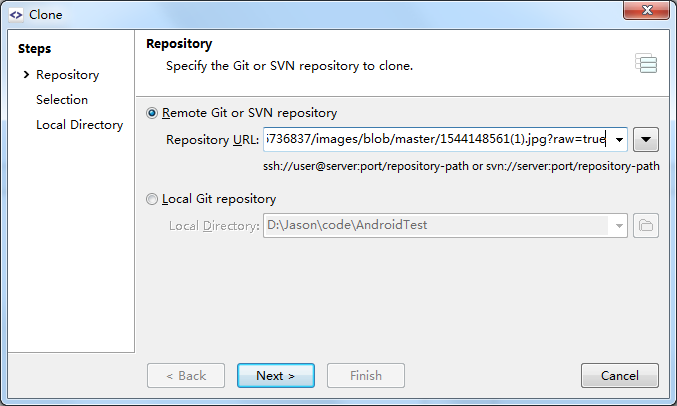 Clone
Steps
Repository
Selection
Local Directory
Repository
Specify the Git or SVN repository to clone.
Remote Git or SVN repository
Repository URL: 6736837/images/blob/master/1544148561(1).jpg?raw=true
ssh://user@server:port/repository-path or svn://server:port/repository-path
Local Git repository
Local Directory: D:\Jason\code\AndroidTest
< Back Next > Finish Cancel